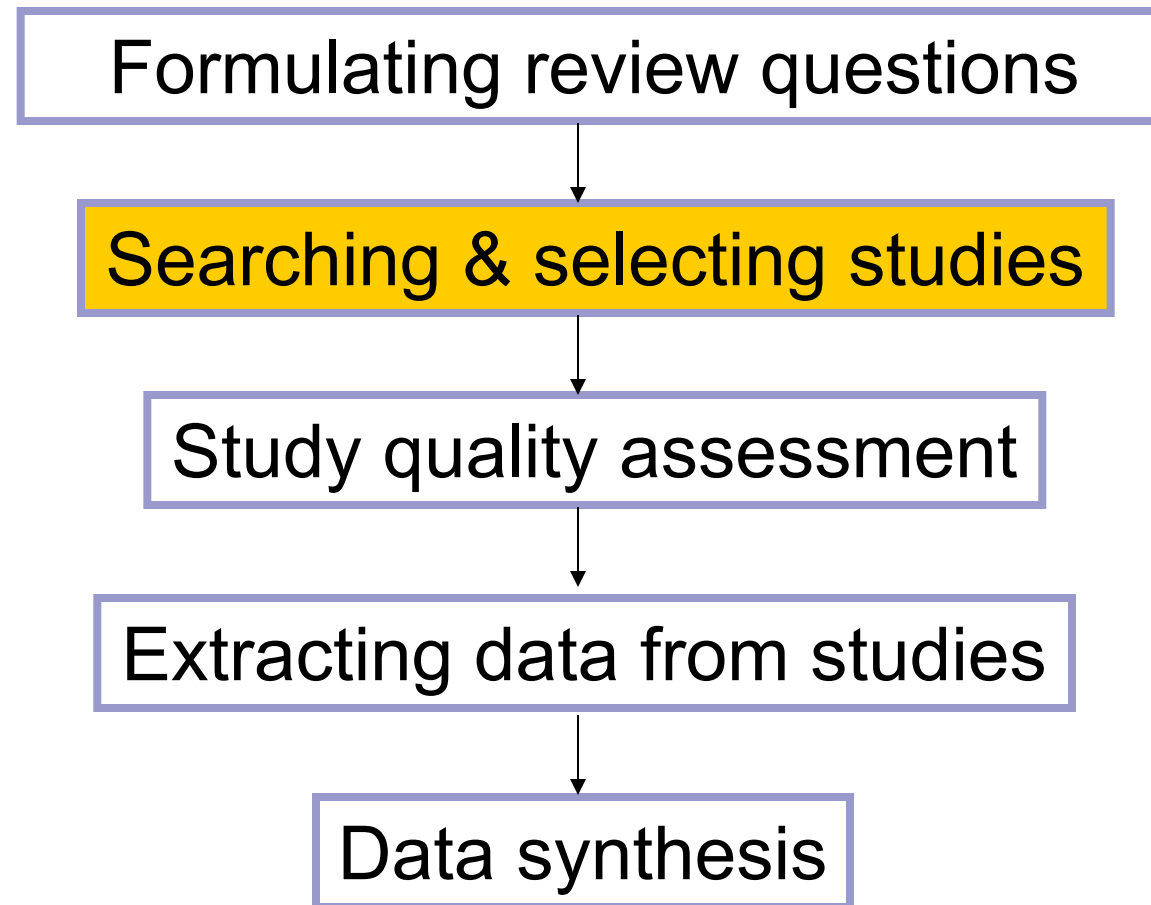 Formulating review questions
Searching & selecting studies
Study quality assessment
Extracting data from studies
Data synthesis